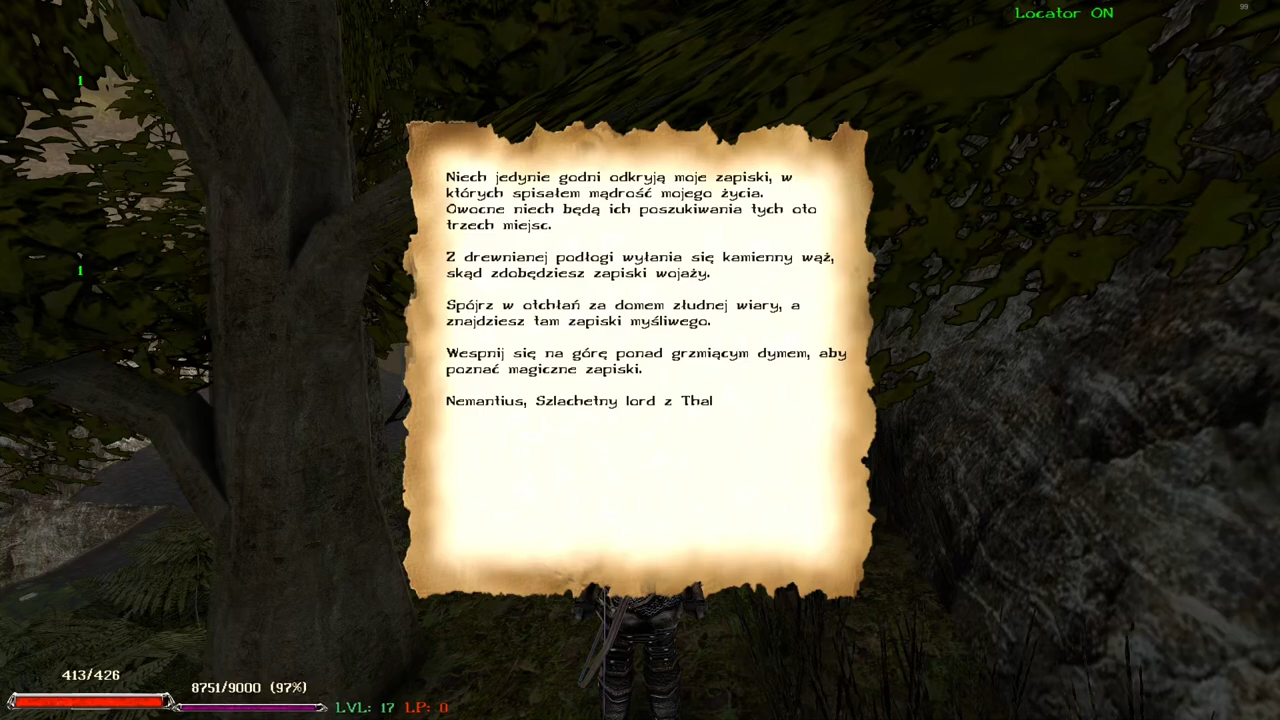 Locator ON
99
1
Niech jedynie godni odkryją moje zapiski, w
których spisałem mądrość mojego życia.
Owocne niech będą ich poszukiwania tych oto
trzech miejsc.
Z drewnianej podłogi wyłania się kamienny wąż,
skąd zdobędziesz zapiski wojaży.
1
Spójrz w otchłań za domem złudnej wiary, a
znajdziesz tam zapiski myśliwego.
Wespnij się na górę ponad grzmiącym dymem, aby
poznać magiczne zapiski.
Nemantius, Szlachetny lord z Thal
413/426
8751/9000 (97%)
LVL: 17 LP: 0